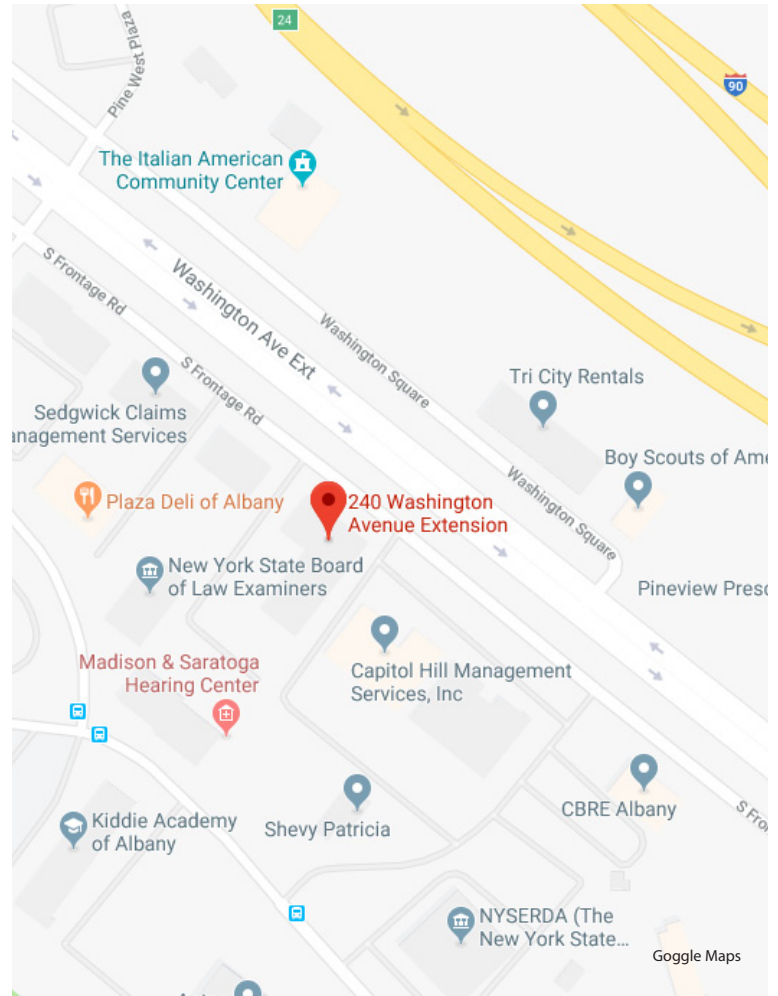 24
90
Pine West Plaza
The Italian American
Community Center
S Frontage Rd
Washington Ave Ext
Washington Square
S Frontage Rd
Tri City Rentals
Sedgwick Claims
anagement Services
Boy Scouts of Ame
Washington Square
Plaza Deli of Albany
240 Washington
Avenue Extension
New York State Board
of Law Examiners
Pineview Presc
Madison & Saratoga
Hearing Center
Capitol Hill Management
Services, Inc
CBRE Albany
S Fron
Kiddie Academy
of Albany
Shevy Patricia
NYSERDA (The
New York State...
Goggle Maps